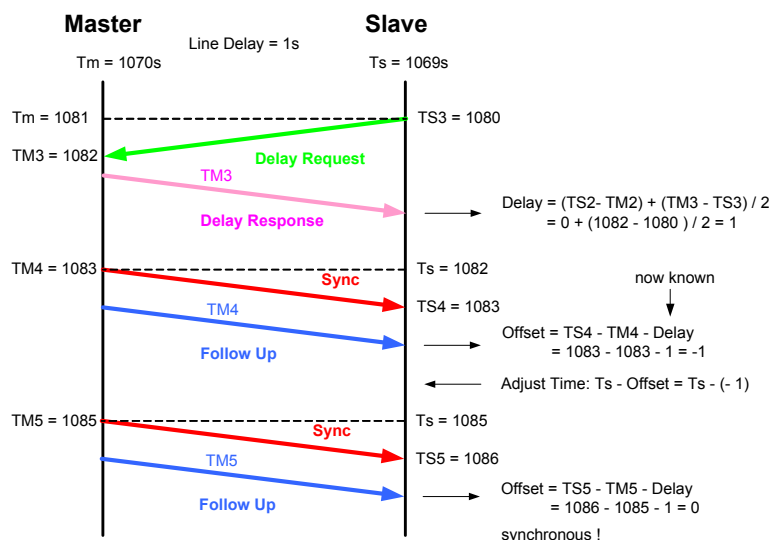 Master
Slave
Line Delay = 1s
Tm = 1070s
Ts = 1069s
Tm = 1081
TS3 = 1080
TM3 = 1082
Delay Request
TM3
Delay Response
Delay = (TS2- TM2) + (TM3 - TS3) / 2
= 0 + (1082 - 1080 ) / 2 = 1
TM4 = 1083
Ts = 1082
Sync
now known
TM4
TS4 = 1083
Follow Up
Offset = TS4 - TM4 - Delay
= 1083 - 1083 - 1 = -1
Adjust Time: Ts - Offset = Ts - (- 1)
TM5 = 1085
Ts = 1085
Sync
TM5
TS5 = 1086
Follow Up
Offset = TS5 - TM5 - Delay
= 1086 - 1085 - 1 = 0
synchronous !